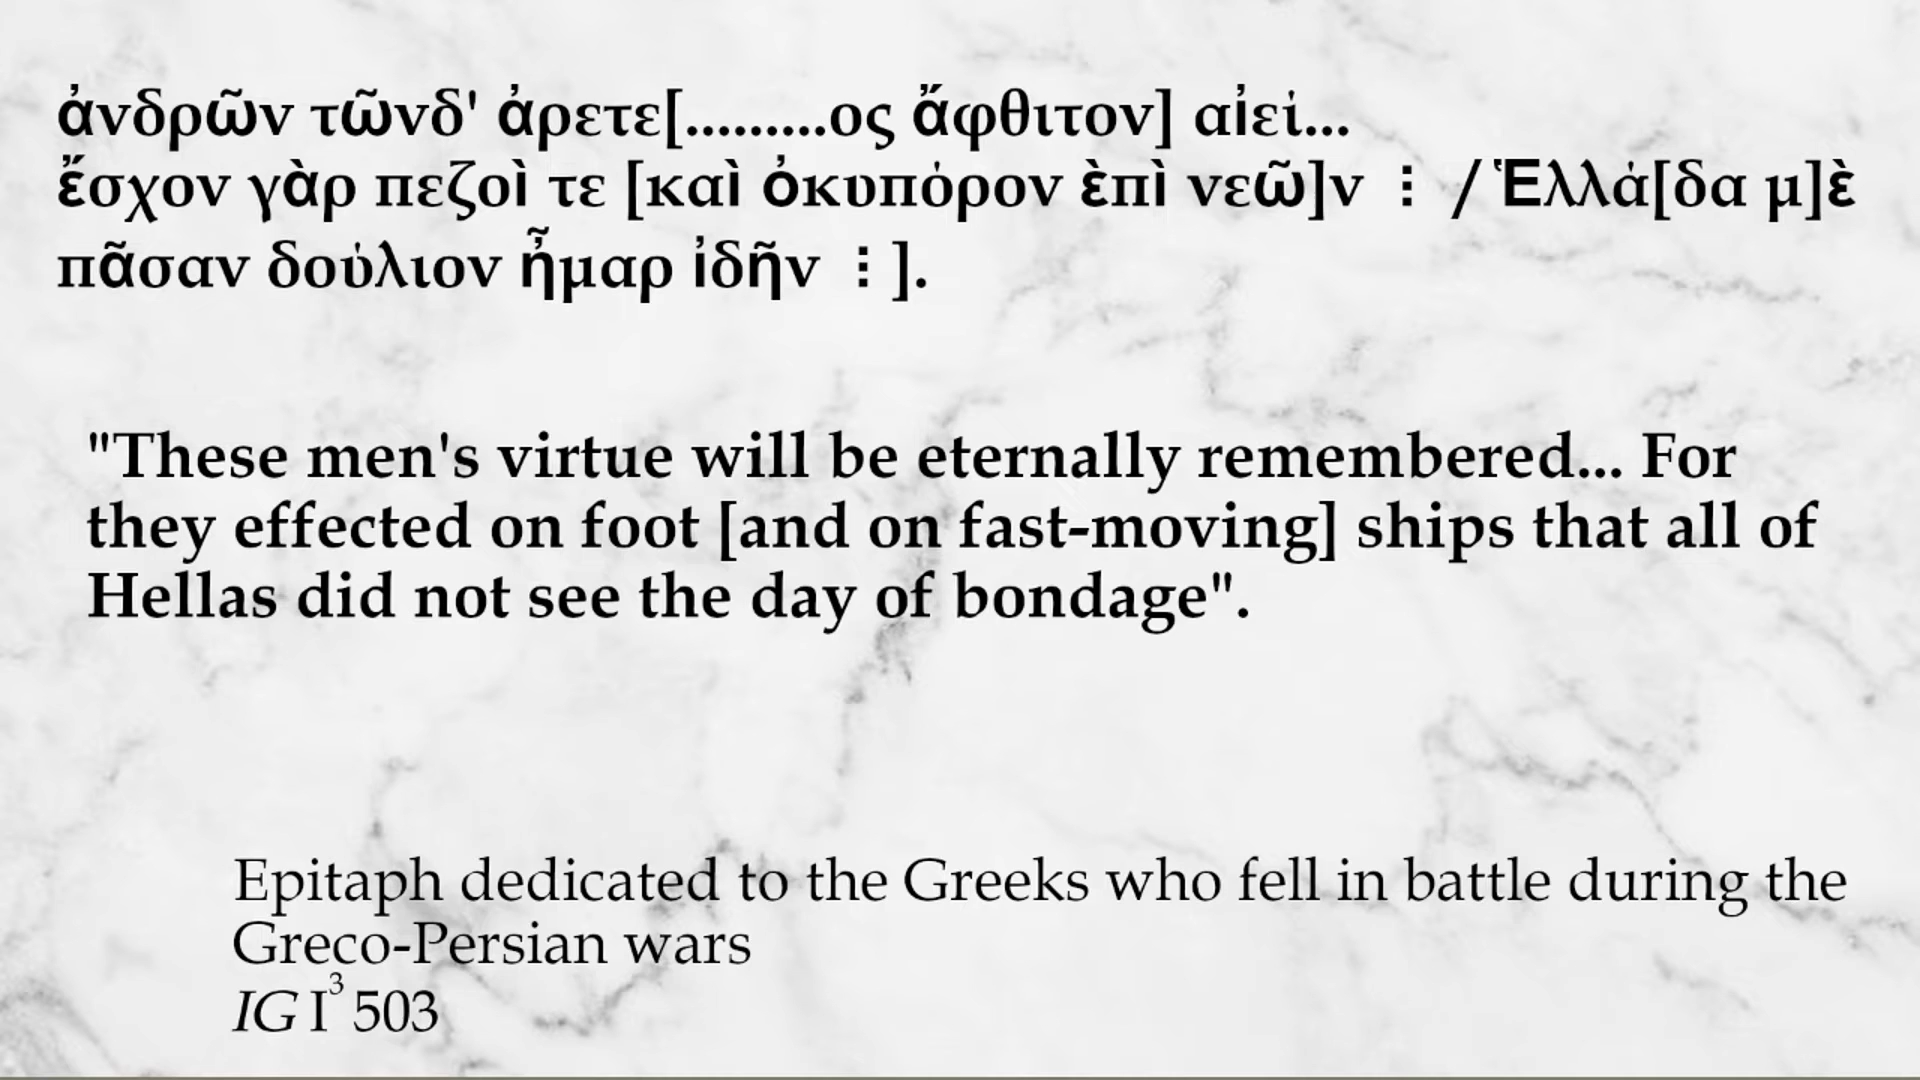 ἀνδρῶν τῶνδ' ἀρετε[.........ος ἄφθιτον] αἰεί...
ἔσχον γὰρ πεζοὶ τε [καὶ ὀκυπόρον ἐπὶ νεῶ]ν ⁝ / Ἑλλά[δα μ]ὲ
πᾶσαν δούλιον ἦμαρ ἰδῆν ⁝ ].
"These men's virtue will be eternally remembered... For
they effected on foot [and on fast-moving] ships that all of
Hellas did not see the day of bondage".
Epitaph dedicated to the Greeks who fell in battle during the
Greco-Persian wars
IG I³ 503